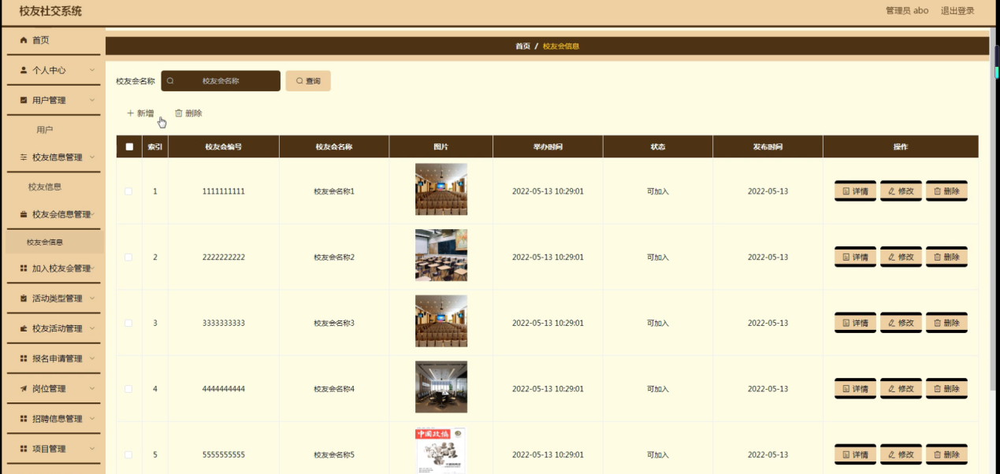 校友社交系统
管理员 abo 退出登录
首页
个人中心
用户管理
用户
校友信息管理
校友信息
校友会信息管理
校友会信息
加入校友会管理
活动类型管理
校友活动管理
报名申请管理
岗位管理
招聘信息管理
项目管理
首页 / 校友会信息
校友会名称 校友会名称 查询
新增 删除
索引 校友会编号 校友会名称 图片 举办时间 状态 发布时间 操作
1 1111111111 校友会名称1 2022-05-13 10:29:01 可加入 2022-05-13 详情 修改 删除
2 2222222222 校友会名称2 2022-05-13 10:29:01 可加入 2022-05-13 详情 修改 删除
3 3333333333 校友会名称3 2022-05-13 10:29:01 可加入 2022-05-13 详情 修改 删除
4 4444444444 校友会名称4 2022-05-13 10:29:01 可加入 2022-05-13 详情 修改 删除
中国政协
5 5555555555 校友会名称5 2022-05-13 10:29:01 可加入 2022-05-13 详情 修改 删除